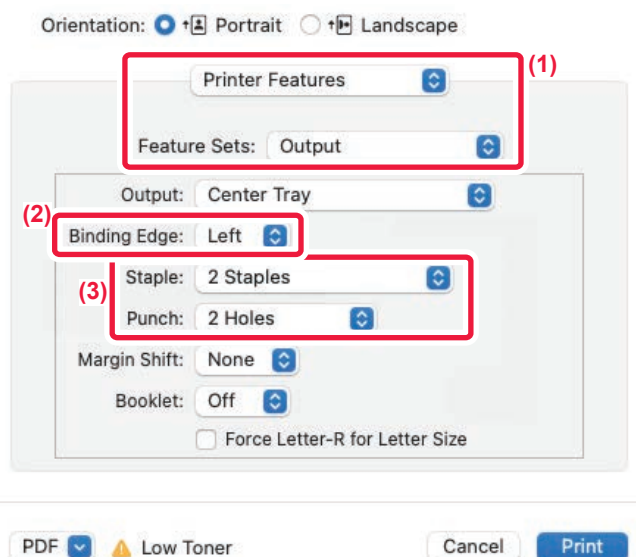 Orientation: Portrait Landscape
(1)
Printer Features
Feature Sets: Output
Output: Center Tray
(2)
Binding Edge: Left
(3)
Staple: 2 Staples
Punch: 2 Holes
Margin Shift: None
Booklet: Off
Force Letter-R for Letter Size
PDF Low Toner Cancel Print